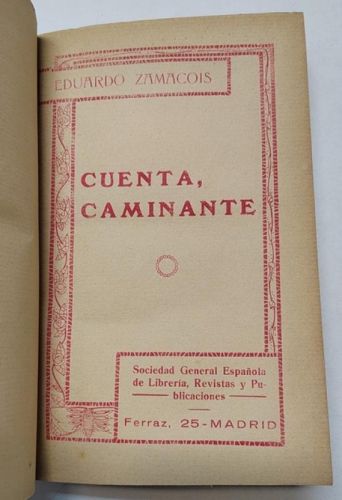 EDUARDO ZAMACOIS
CUENTA,
CAMINANTE
Sociedad General Española
de Librería, Revistas y Pu-
blicaciones
Ferraz, 25-MADRID